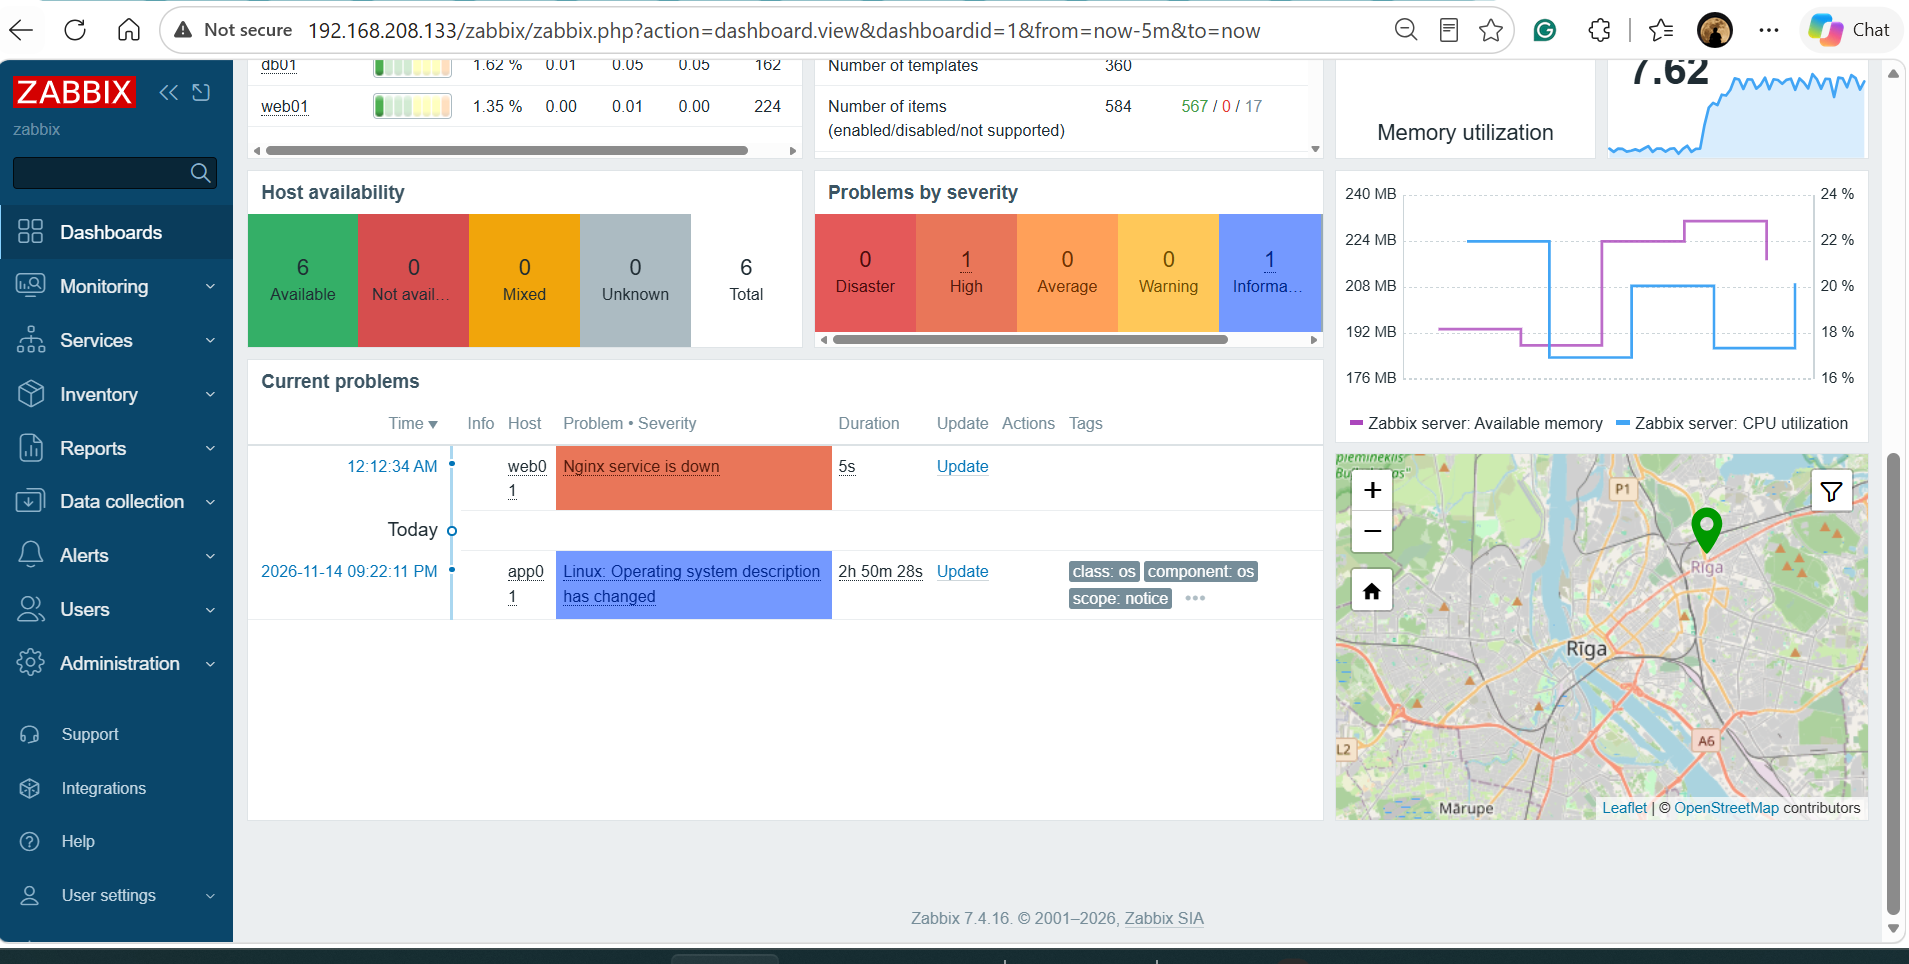 Not secure 192.168.208.133/zabbix/zabbix.php?action=dashboard.view&dashboardid=1&from=now-5m&to=now Chat
ZABBIX
zabbix
Dashboards
Monitoring
Services
Inventory
Reports
Data collection
Alerts
Users
Administration
Support
Integrations
Help
User settings
db01 1.62 % 0.01 0.05 0.05 162
web01 1.35 % 0.00 0.01 0.00 224
Number of templates 360
Number of items 584 567 / 0 / 17
(enabled/disabled/not supported)
Memory utilization
7.62
Host availability
6 0 0 0 6
Available Not avail... Mixed Unknown Total
Problems by severity
0 1 0 0 1
Disaster High Average Warning Informa...
240 MB 24 %
224 MB 22 %
208 MB 20 %
192 MB 18 %
176 MB 16 %
Zabbix server: Available memory Zabbix server: CPU utilization
Current problems
Time Info Host Problem • Severity Duration Update Actions Tags
12:12:34 AM web0 Nginx service is down 5s Update
1
Today
2026-11-14 09:22:11 PM app0 Linux: Operating system description 2h 50m 28s Update class: os component: os
1 has changed scope: notice •••
piemineklis
P1
+
−
Rīga
Rīga
A6
L2
Mārupe
Leaflet | © OpenStreetMap contributors
Zabbix 7.4.16. © 2001–2026, Zabbix SIA